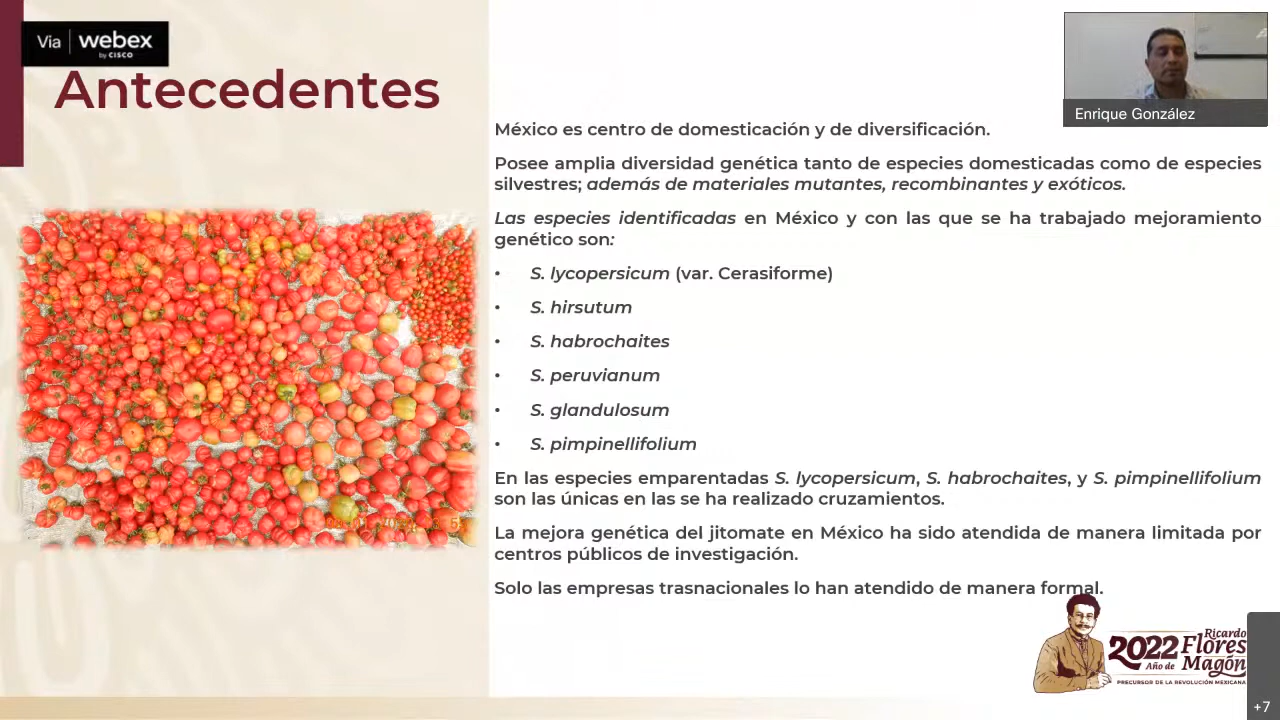 Via webex
by CISCO
Antecedentes
Enrique González
México es centro de domesticación y de diversificación.
Posee amplia diversidad genética tanto de especies domesticadas como de especies
silvestres; además de materiales mutantes, recombinantes y exóticos.
Las especies identificadas en México y con las que se ha trabajado mejoramiento
genético son:
• S. lycopersicum (var. Cerasiforme)
• S. hirsutum
• S. habrochaites
• S. peruvianum
• S. glandulosum
• S. pimpinellifolium
En las especies emparentadas S. lycopersicum, S. habrochaites, y S. pimpinellifolium
son las únicas en las se ha realizado cruzamientos.
La mejora genética del jitomate en México ha sido atendida de manera limitada por
centros públicos de investigación.
Solo las empresas trasnacionales lo han atendido de manera formal.
2022 Ricardo
Año de Flores
Magón
PRECURSOR DE LA REVOLUCIÓN MEXICANA
+7